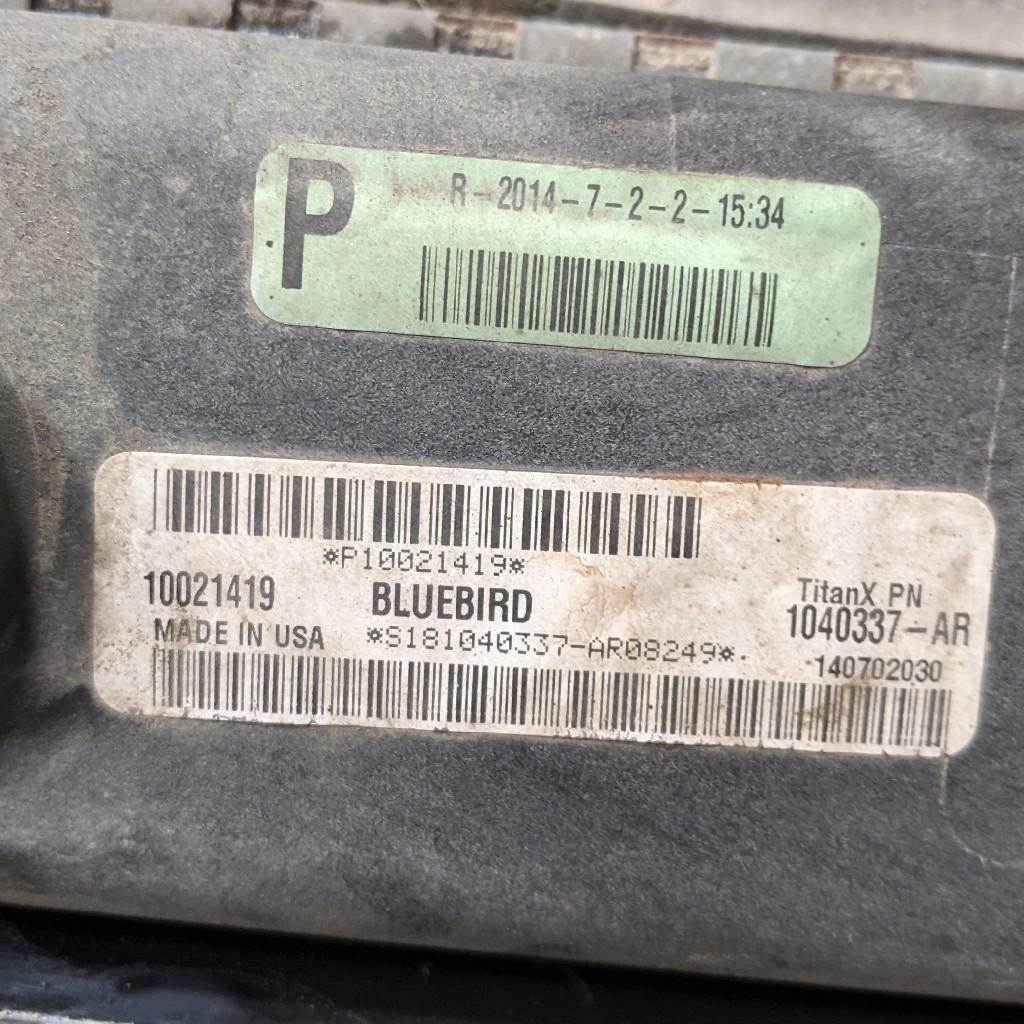 P
R-2014-7-2-2-15:34
*P10021419*
10021419 BLUEBIRD TitanX PN
1040337-AR
MADE IN USA *S181040337-AR08249*
140702030